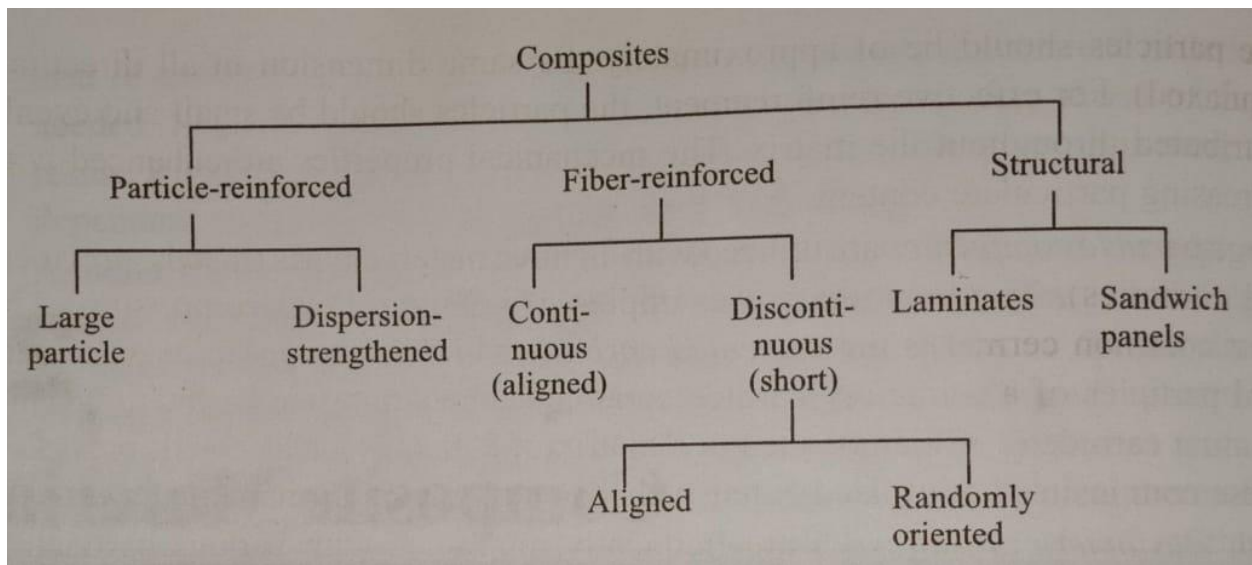 Composites
Particle-reinforced
Fiber-reinforced
Structural
Large
particle
Dispersion-
strengthened
Conti-
nuous
(aligned)
Disconti-
nuous
(short)
Laminates
Sandwich
panels
Aligned
Randomly
oriented